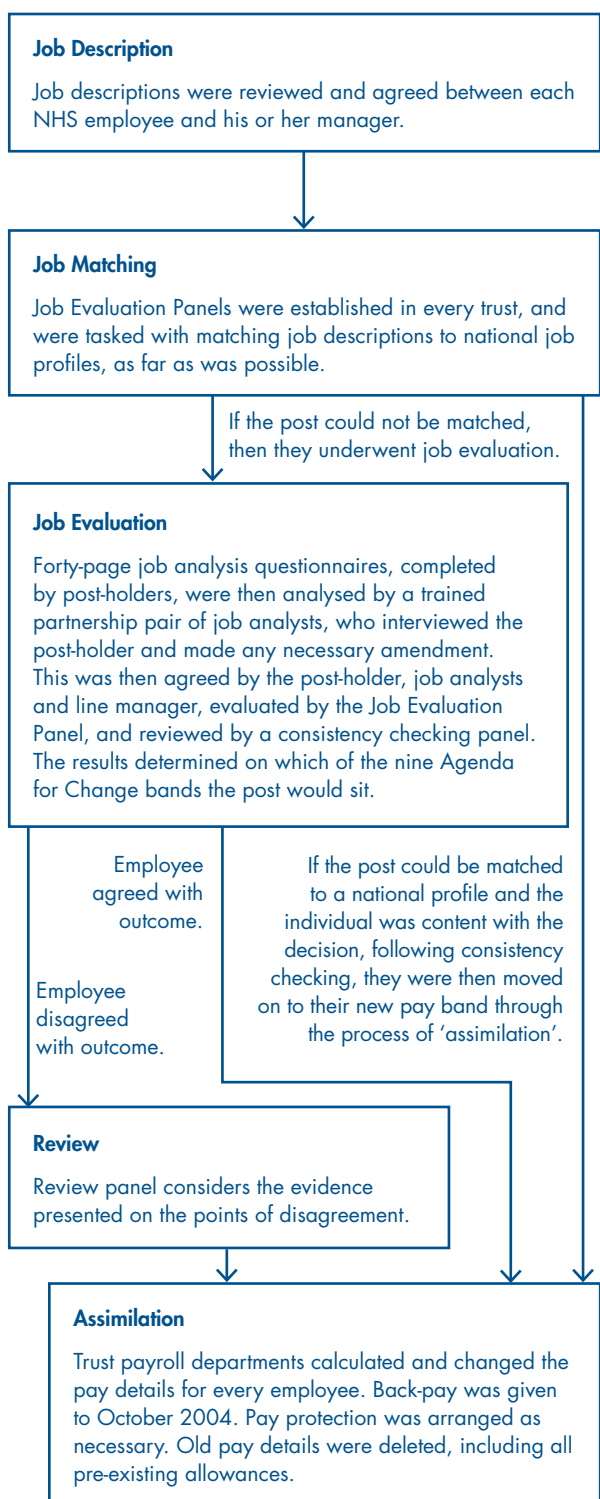 Job Description
Job descriptions were reviewed and agreed between each
NHS employee and his or her manager.
Job Matching
Job Evaluation Panels were established in every trust, and
were tasked with matching job descriptions to national job
profiles, as far as was possible.
If the post could not be matched,
then they underwent job evaluation.
Job Evaluation
Forty-page job analysis questionnaires, completed
by post-holders, were then analysed by a trained
partnership pair of job analysts, who interviewed the
post-holder and made any necessary amendment.
This was then agreed by the post-holder, job analysts
and line manager, evaluated by the Job Evaluation
Panel, and reviewed by a consistency checking panel.
The results determined on which of the nine Agenda
for Change bands the post would sit.
Employee
agreed with
outcome.
If the post could be matched
to a national profile and the
individual was content with the
decision, following consistency
checking, they were then moved
on to their new pay band through
the process of ‘assimilation’.
Employee
disagreed
with outcome.
Review
Review panel considers the evidence
presented on the points of disagreement.
Assimilation
Trust payroll departments calculated and changed the
pay details for every employee. Back-pay was given
to October 2004. Pay protection was arranged as
necessary. Old pay details were deleted, including all
pre-existing allowances.